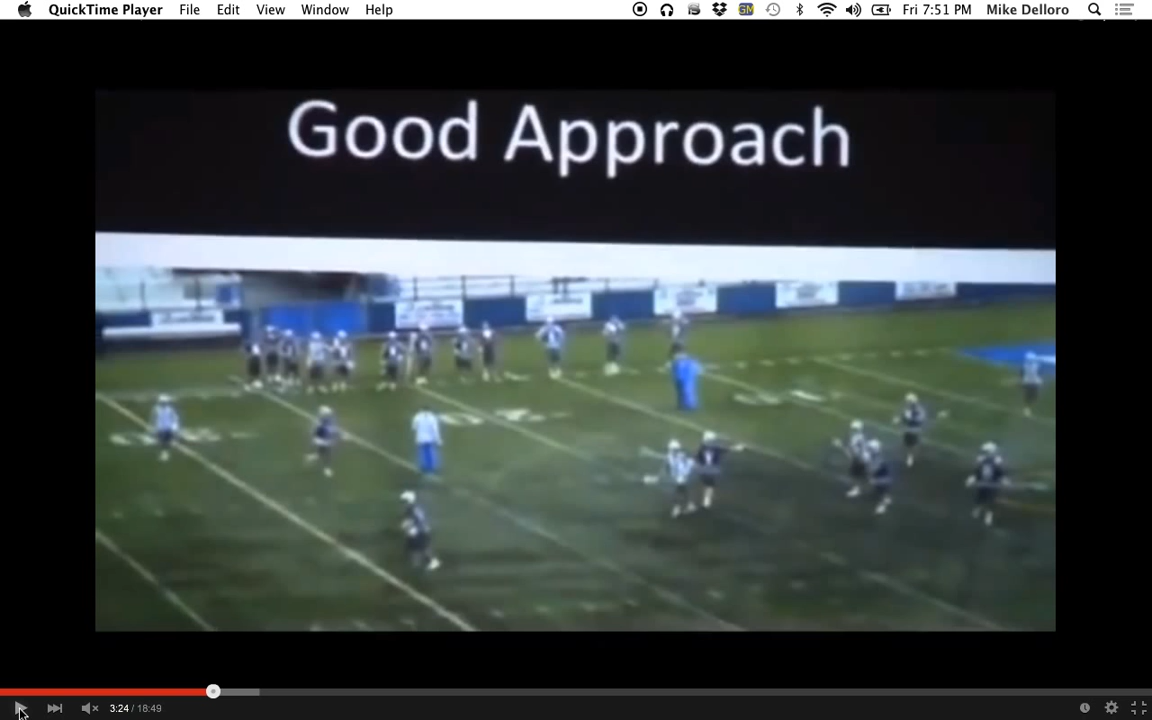 QuickTime Player File Edit View Window Help GM Fri 7:51 PM Mike Delloro
Good Approach
3:24 / 18:49